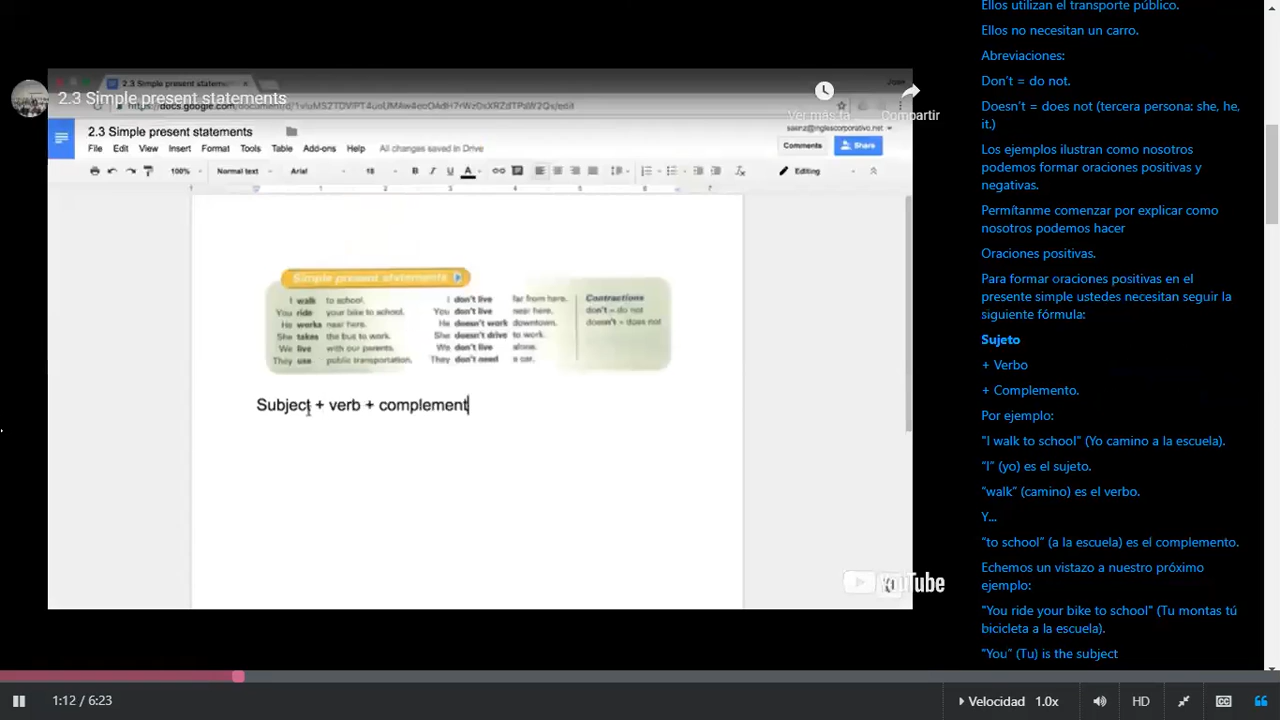 2.3 Simple present statements
Ver más ta
Compartir
2.3 Simple present statements
File Edit View Insert Format Tools Table Add-ons Help All changes saved in Drive
saenz@inglescorporativo.net
Comments
Share
100% Normal text Arial 18 Editing
Simple present statements
I walk to school.
You ride your bike to school.
He works near here.
She takes the bus to work.
We live with our parents.
They use public transportation.
I don't live far from here.
You don't live near here.
He doesn't work downtown.
She doesn't drive to work.
We don't live alone.
They don't need a car.
Contractions
don't = do not
doesn't = does not
Subject + verb + complement
YouTube
Ellos utilizan el transporte público.
Ellos no necesitan un carro.
Abreviaciones:
Don't = do not.
Doesn't = does not (tercera persona: she, he,
it.)
Los ejemplos ilustran como nosotros
podemos formar oraciones positivas y
negativas.
Permítanme comenzar por explicar como
nosotros podemos hacer
Oraciones positivas.
Para formar oraciones positivas en el
presente simple ustedes necesitan seguir la
siguiente fórmula:
Sujeto
+ Verbo
+ Complemento.
Por ejemplo:
"I walk to school" (Yo camino a la escuela).
“I” (yo) es el sujeto.
“walk” (camino) es el verbo.
Y...
“to school” (a la escuela) es el complemento.
Echemos un vistazo a nuestro próximo
ejemplo:
"You ride your bike to school" (Tu montas tú
bicicleta a la escuela).
“You” (Tu) is the subject
1:12 / 6:23
Velocidad 1.0x
HD